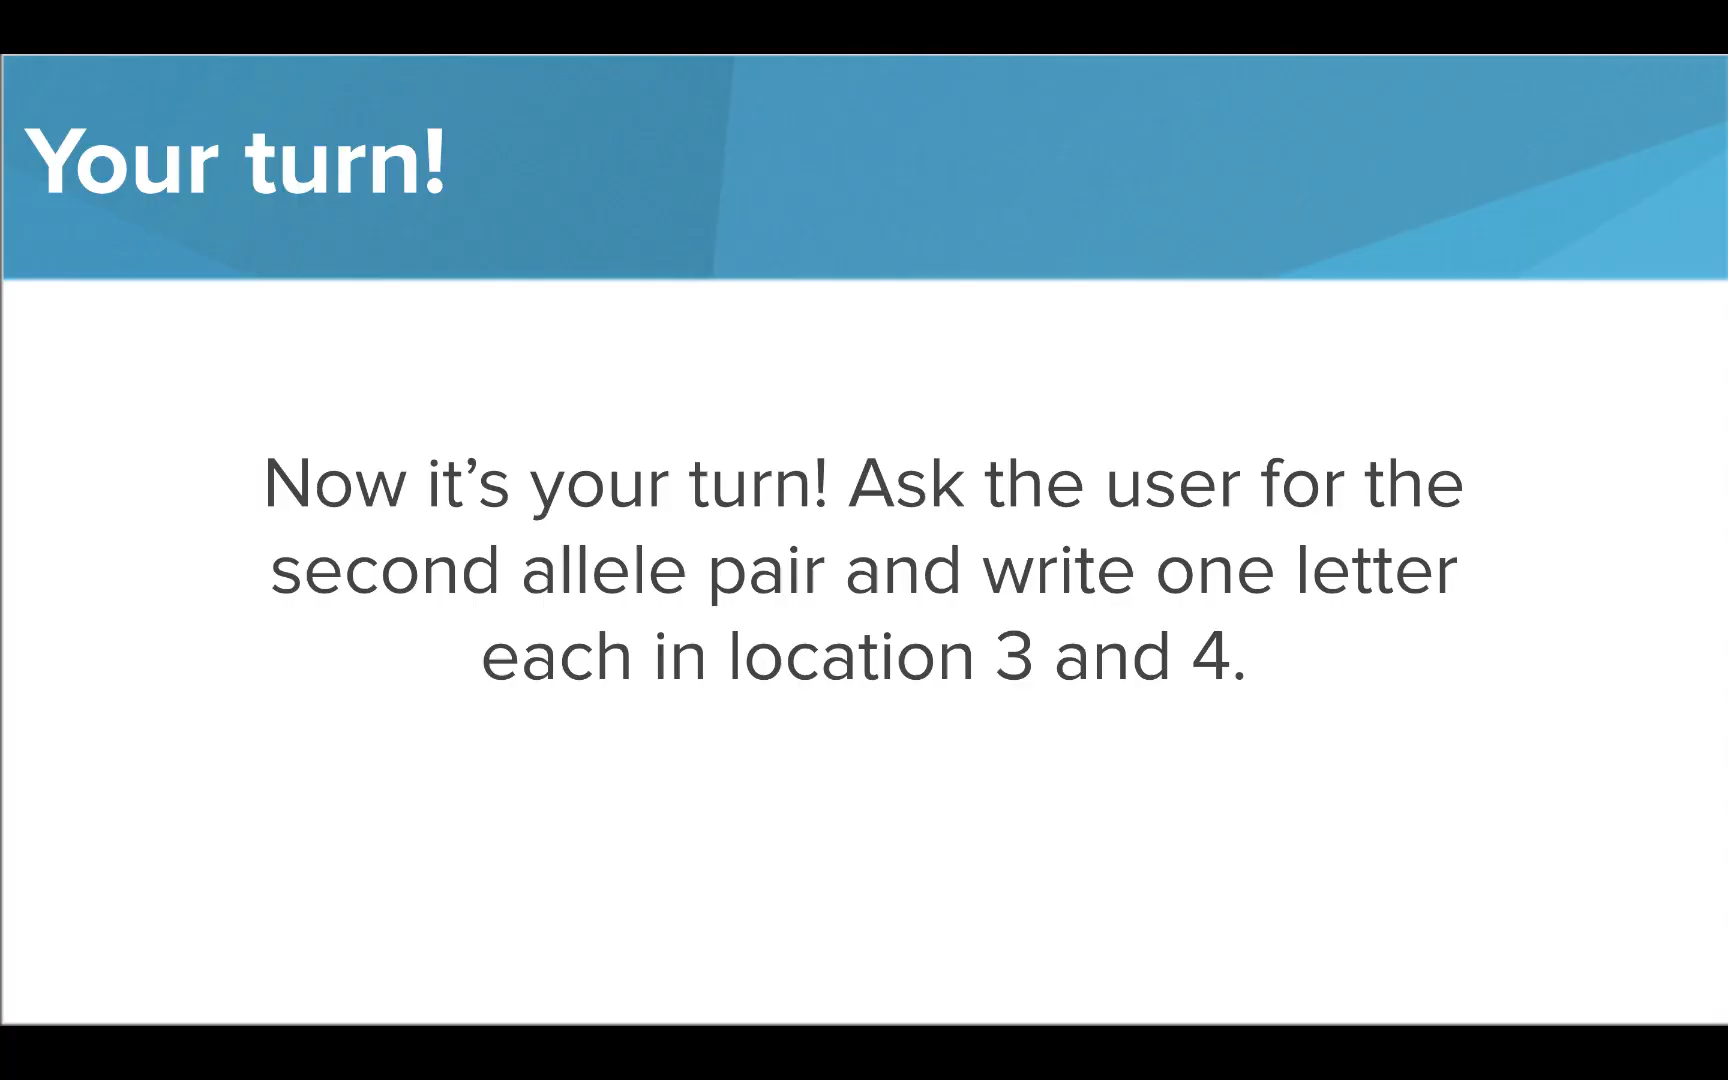 Your turn!
Now it’s your turn! Ask the user for the
second allele pair and write one letter
each in location 3 and 4.